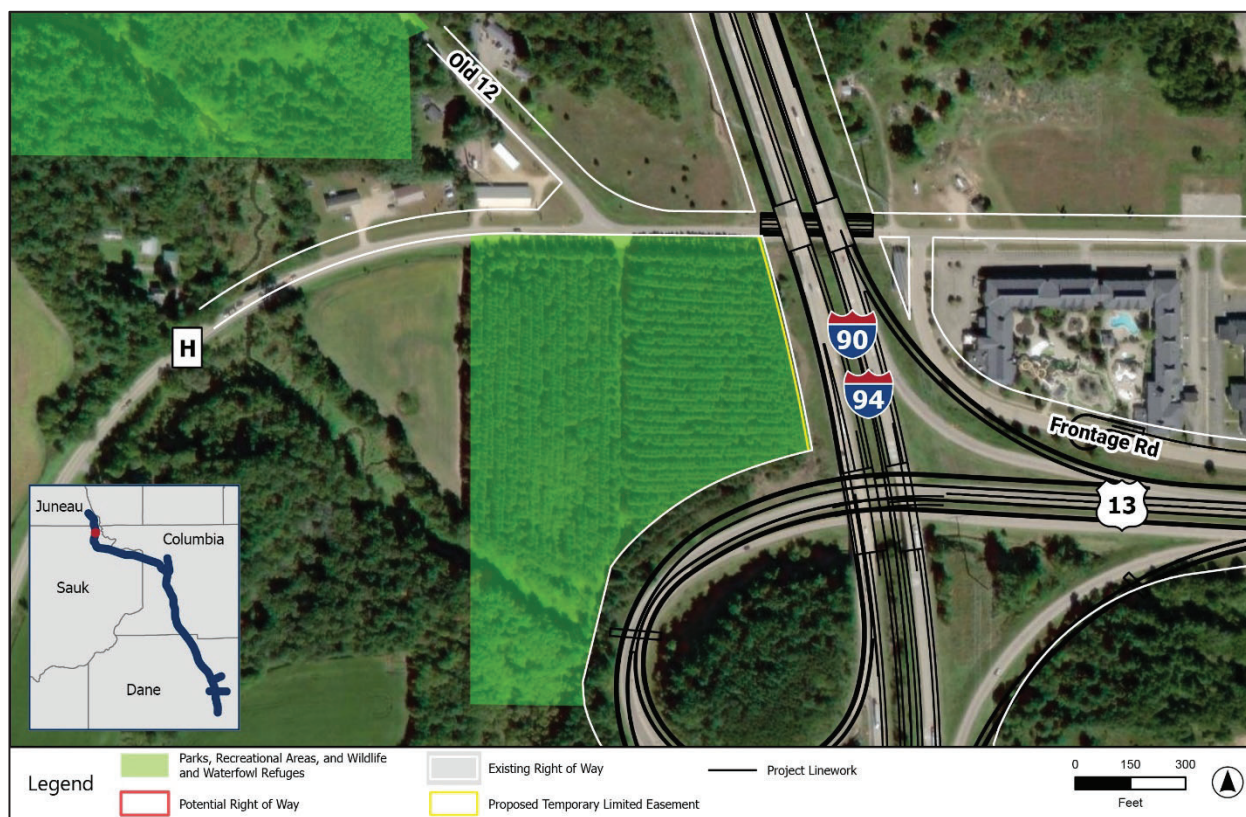 Old 12
H
90
94
Frontage Rd
13
Juneau
Columbia
Sauk
Dane
Legend
Parks, Recreational Areas, and Wildlife
and Waterfowl Refuges
Potential Right of Way
Existing Right of Way
Proposed Temporary Limited Easement
Project Linework
0 150 300
Feet